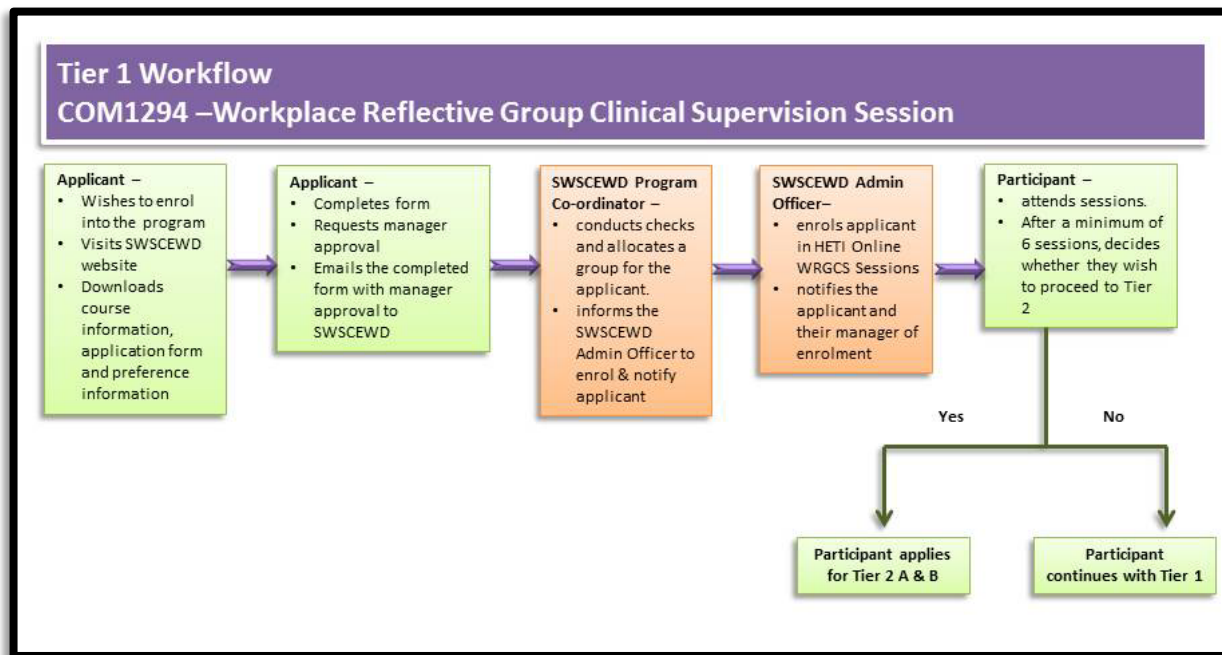 Tier 1 Workflow
COM1294 –Workplace Reflective Group Clinical Supervision Session
Applicant –
• Wishes to enrol
into the program
• Visits SWSCEWD
website
• Downloads
course
information,
application form
and preference
information
Applicant –
• Completes form
• Requests manager
approval
• Emails the completed
form with manager
approval to
SWSCEWD
SWSCEWD Program
Co-ordinator –
• conducts checks
and allocates a
group for the
applicant.
• informs the
SWSCEWD
Admin Officer to
enrol & notify
applicant
SWSCEWD Admin
Officer–
• enrols applicant
in HETI Online
WRGCS Sessions
• notifies the
applicant and
their manager of
enrolment
Participant –
• attends sessions.
• After a minimum of
6 sessions, decides
whether they wish
to proceed to Tier
2
Yes
No
Participant applies
for Tier 2 A & B
Participant
continues with Tier 1